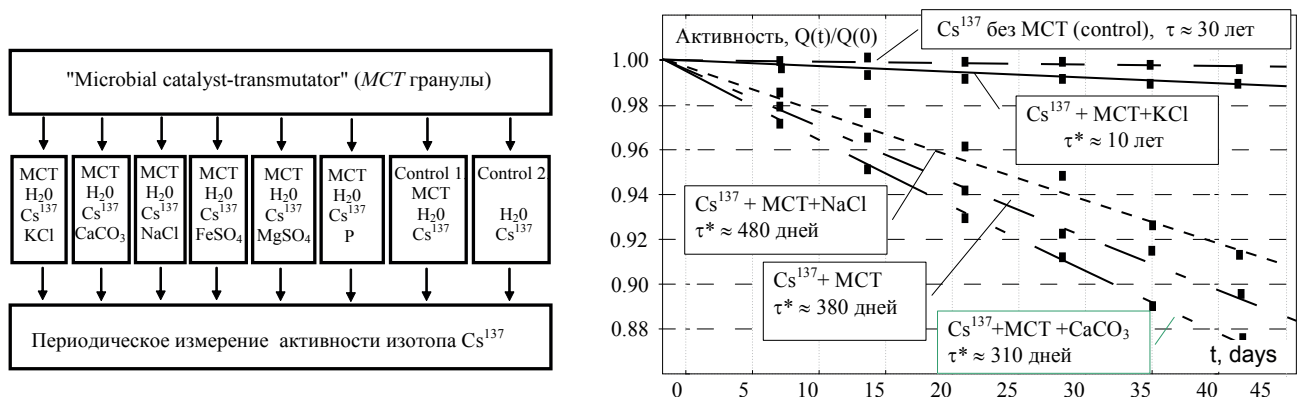 "Microbial catalyst-transmutator" (MCT гранулы)
MCT
H₂0
Cs¹³⁷
KCl
MCT
H₂0
Cs¹³⁷
CaCO₃
MCT
H₂0
Cs¹³⁷
NaCl
MCT
H₂0
Cs¹³⁷
FeSO₄
MCT
H₂0
Cs¹³⁷
MgSO₄
MCT
H₂0
Cs¹³⁷
P
Control 1
MCT
H₂0
Cs¹³⁷
Control 2
H₂0
Cs¹³⁷
Периодическое измерение активности изотопа Cs¹³⁷
Активность, Q(t)/Q(0)
Cs¹³⁷ без МСТ (control), τ ≈ 30 лет
Cs¹³⁷ + MCT+KCl
τ* ≈ 10 лет
Cs¹³⁷ + MCT+NaCl
τ* ≈ 480 дней
Cs¹³⁷+ MCT
τ* ≈ 380 дней
Cs¹³⁷+MCT +CaCO₃
τ* ≈ 310 дней
t, days
1.00
0.98
0.96
0.94
0.92
0.90
0.88
0 5 10 15 20 25 30 35 40 45